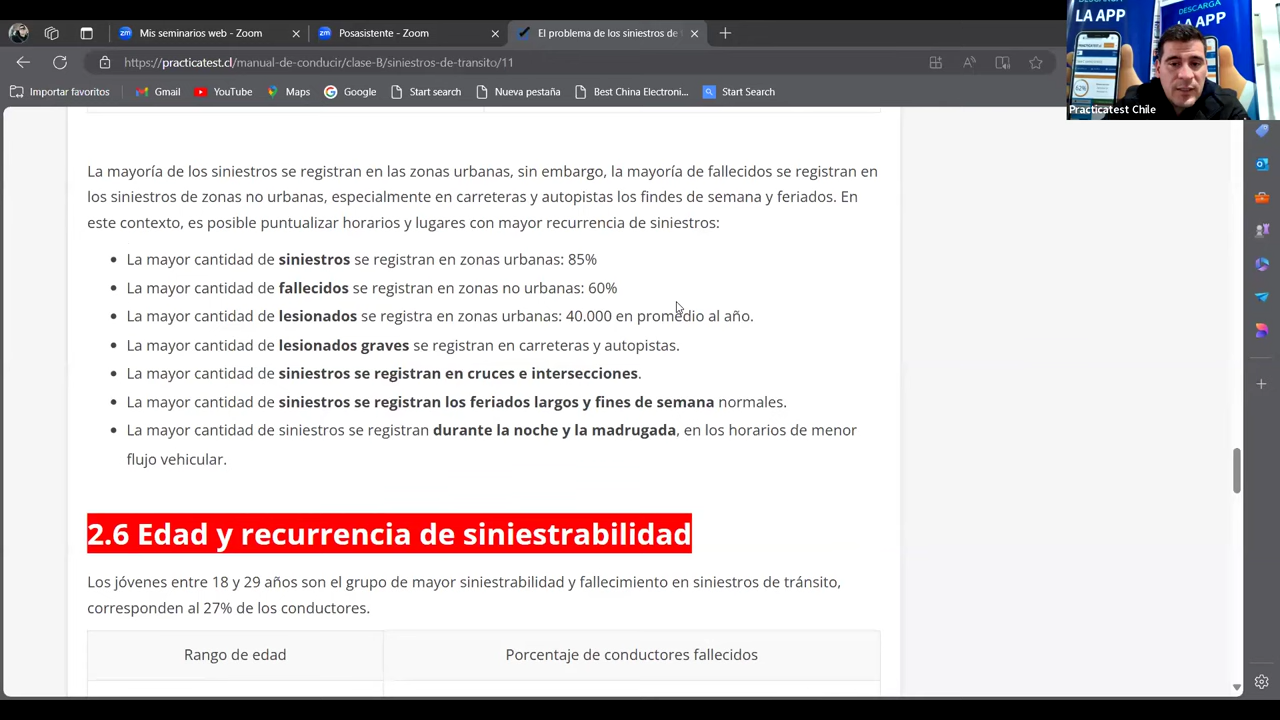 Mis seminarios web - Zoom
Posasistente - Zoom
El problema de los siniestros de
https://practicatest.cl/manual-de-conducir/clase-B/siniestros-de-transito/11
Importar favoritos
Gmail
YouTube
Maps
Google
Start search
Nueva pestaña
Best China Electroni...
Start Search
DESCARGA
LA APP
DESCARGA
LA APP
62%
Practicatest Chile
La mayoría de los siniestros se registran en las zonas urbanas, sin embargo, la mayoría de fallecidos se registran en
los siniestros de zonas no urbanas, especialmente en carreteras y autopistas los findes de semana y feriados. En
este contexto, es posible puntualizar horarios y lugares con mayor recurrencia de siniestros:
La mayor cantidad de siniestros se registran en zonas urbanas: 85%
La mayor cantidad de fallecidos se registran en zonas no urbanas: 60%
La mayor cantidad de lesionados se registra en zonas urbanas: 40.000 en promedio al año.
La mayor cantidad de lesionados graves se registran en carreteras y autopistas.
La mayor cantidad de siniestros se registran en cruces e intersecciones.
La mayor cantidad de siniestros se registran los feriados largos y fines de semana normales.
La mayor cantidad de siniestros se registran durante la noche y la madrugada, en los horarios de menor
flujo vehicular.
2.6 Edad y recurrencia de siniestrabilidad
Los jóvenes entre 18 y 29 años son el grupo de mayor siniestrabilidad y fallecimiento en siniestros de tránsito,
corresponden al 27% de los conductores.
Rango de edad
Porcentaje de conductores fallecidos